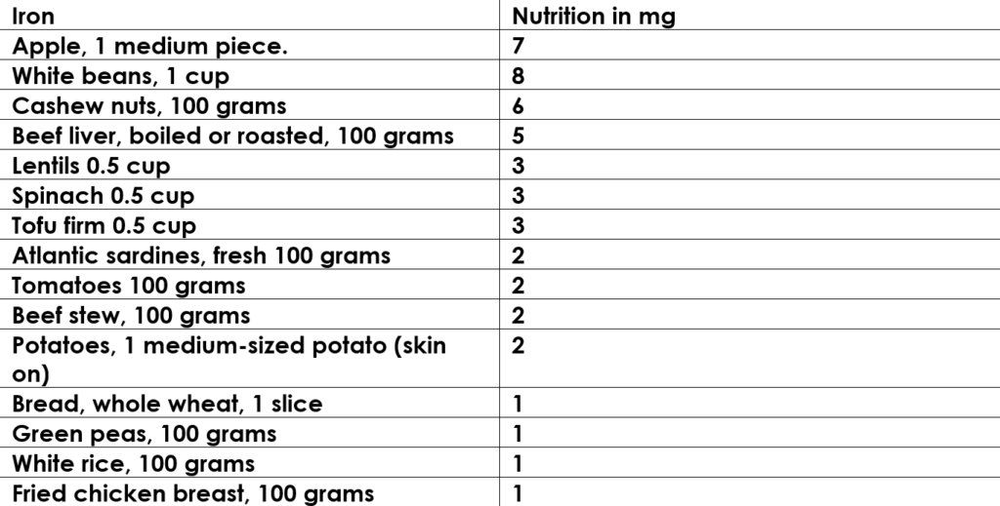 Iron Nutrition in mg
Apple, 1 medium piece. 7
White beans, 1 cup 8
Cashew nuts, 100 grams 6
Beef liver, boiled or roasted, 100 grams 5
Lentils 0.5 cup 3
Spinach 0.5 cup 3
Tofu firm 0.5 cup 3
Atlantic sardines, fresh 100 grams 2
Tomatoes 100 grams 2
Beef stew, 100 grams 2
Potatoes, 1 medium-sized potato (skin 2
on)
Bread, whole wheat, 1 slice 1
Green peas, 100 grams 1
White rice, 100 grams 1
Fried chicken breast, 100 grams 1